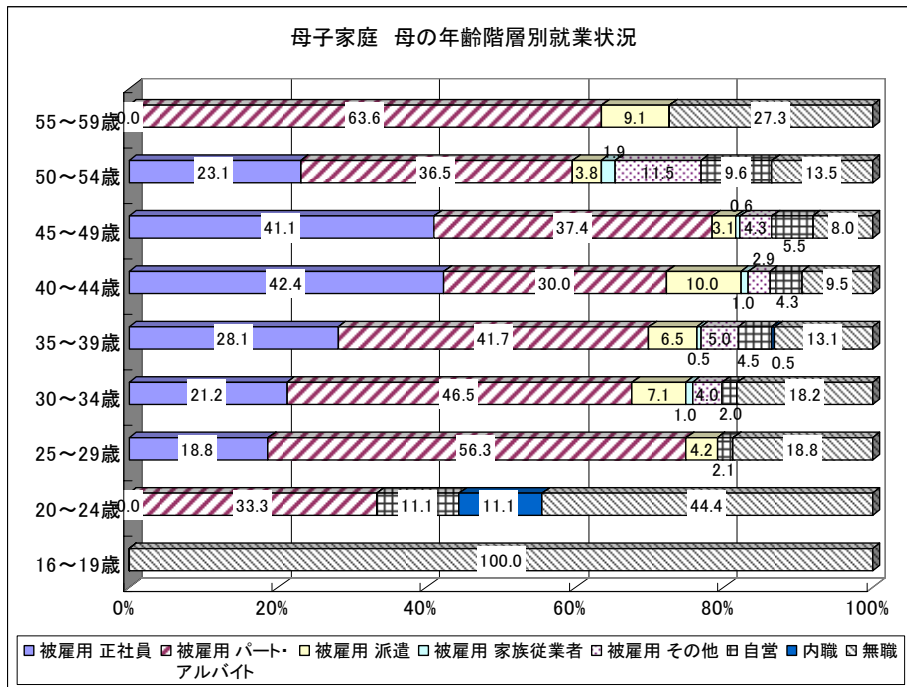 母子家庭 母の年齢階層別就業状況
55～59歳 0.0 63.6 9.1 27.3
50～54歳 23.1 36.5 3.8 1.9 11.5 9.6 13.5
45～49歳 41.1 37.4 3.1 0.6 4.3 5.5 8.0
40～44歳 42.4 30.0 10.0 1.0 2.9 4.3 9.5
35～39歳 28.1 41.7 6.5 0.5 5.0 4.5 0.5 13.1
30～34歳 21.2 46.5 7.1 1.0 4.0 2.0 18.2
25～29歳 18.8 56.3 4.2 2.1 18.8
20～24歳 0.0 33.3 11.1 11.1 44.4
16～19歳 100.0
0% 20% 40% 60% 80% 100%
被雇用 正社員 被雇用 パート・ 被雇用 派遣 被雇用 家族従業者 被雇用 その他 自営 内職 無職
アルバイト